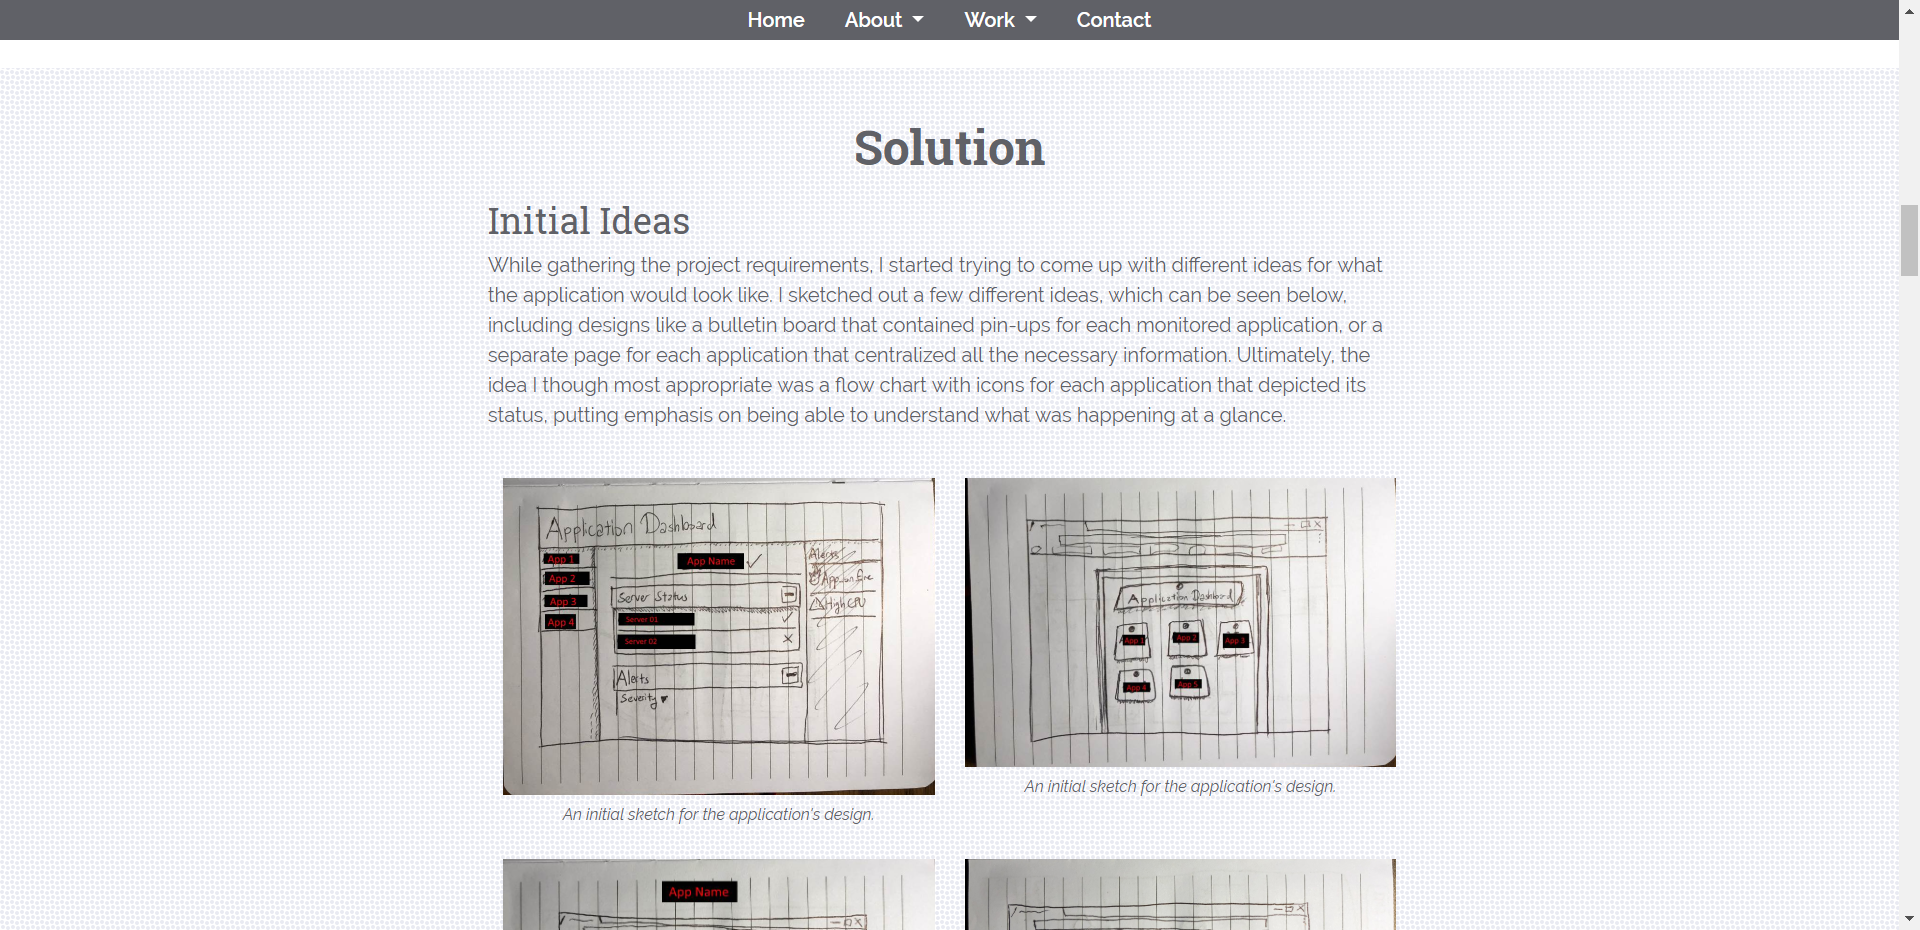 Home About Work Contact
Solution
Initial Ideas
While gathering the project requirements, I started trying to come up with different ideas for what
the application would look like. I sketched out a few different ideas, which can be seen below,
including designs like a bulletin board that contained pin-ups for each monitored application, or a
separate page for each application that centralized all the necessary information. Ultimately, the
idea I though most appropriate was a flow chart with icons for each application that depicted its
status, putting emphasis on being able to understand what was happening at a glance.
Application Dashboard
App 1
App 2
App 3
App 4
App Name
Server Status
Server 01
Server 02
Alerts
Severity
Alerts
High CPU
An initial sketch for the application's design.
Application Dashboard
App 1 App 2 App 3
App 4 App 5
An initial sketch for the application's design.
App Name